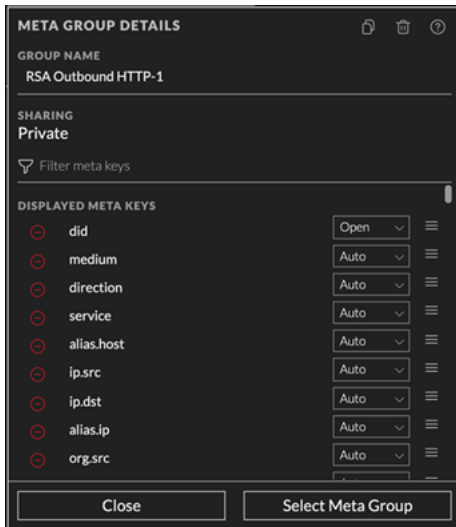 META GROUP DETAILS
GROUP NAME
RSA Outbound HTTP-1
SHARING
Private
Filter meta keys
DISPLAYED META KEYS
did Open
medium Auto
direction Auto
service Auto
alias.host Auto
ip.src Auto
ip.dst Auto
alias.ip Auto
org.src Auto
Close Select Meta Group